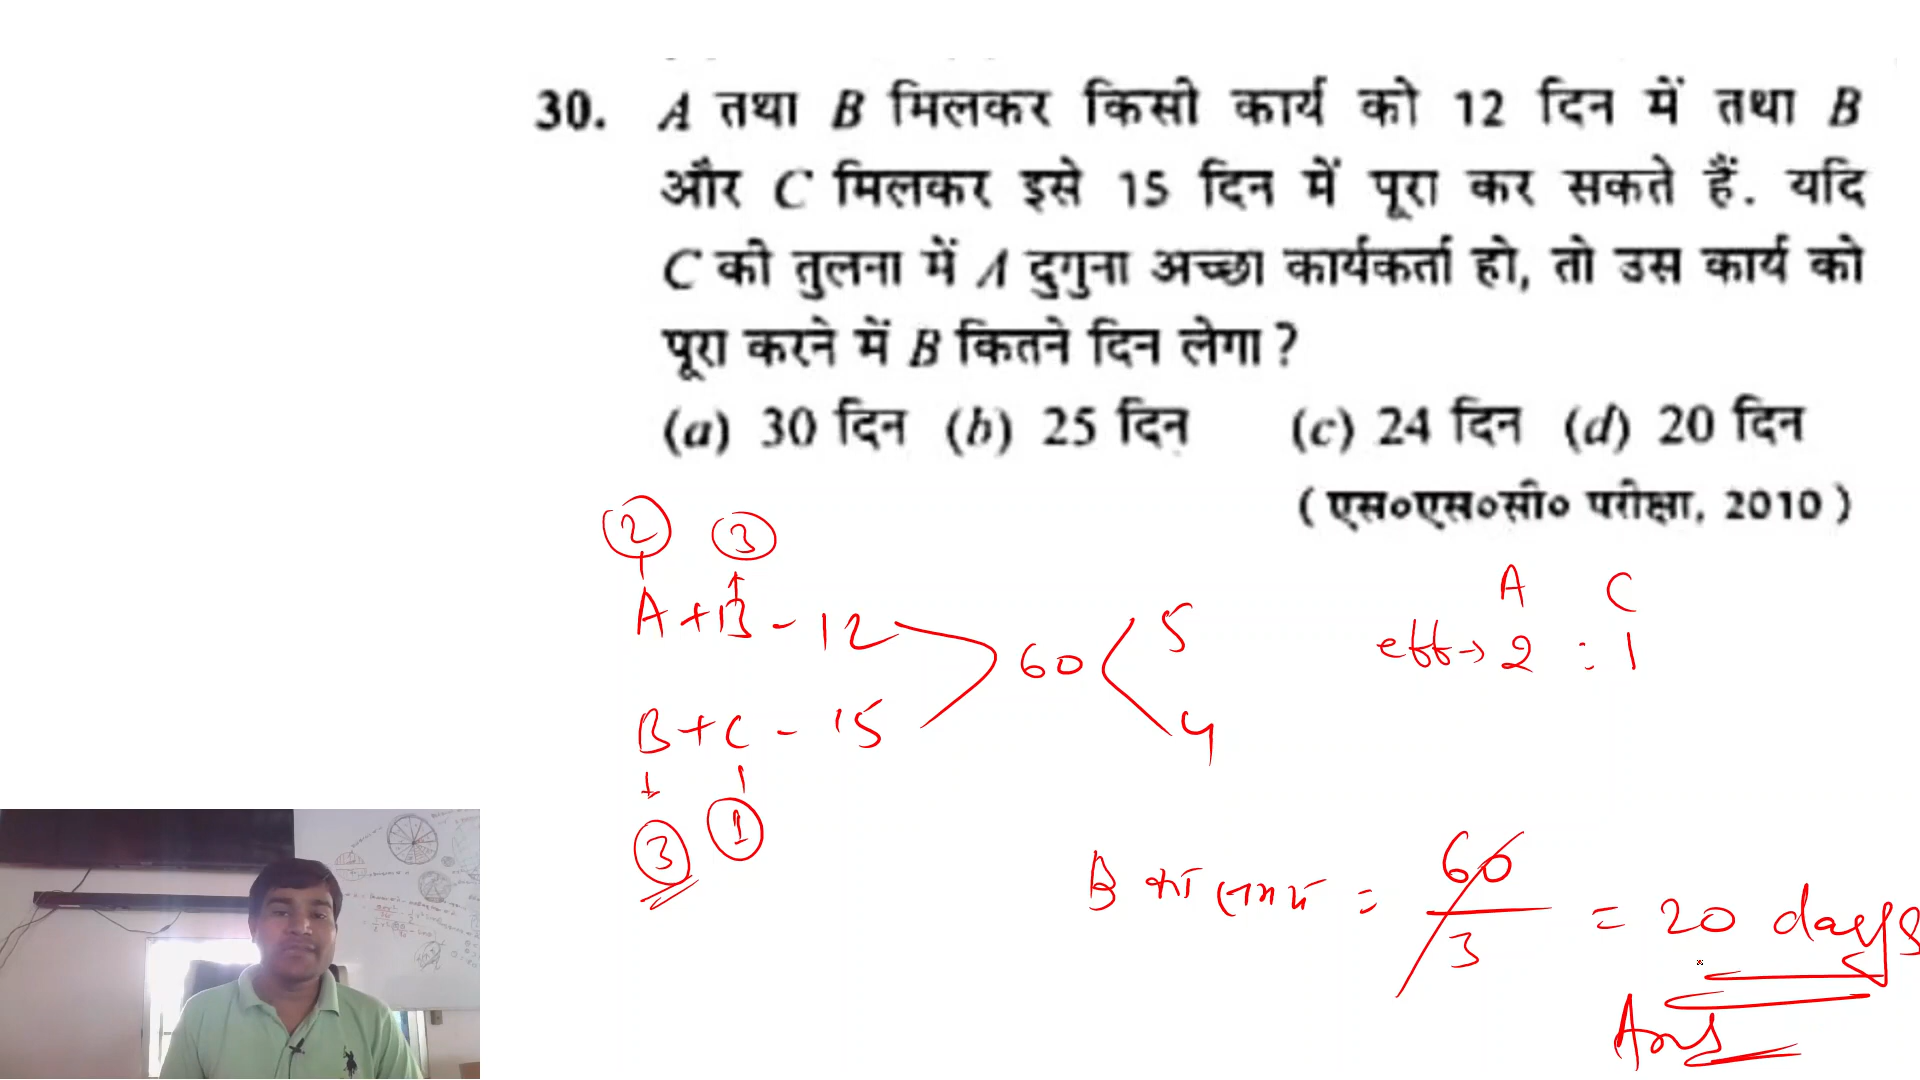 30. A तथा B मिलकर किसी कार्य को 12 दिन में तथा B
और C मिलकर इसे 15 दिन में पूरा कर सकते हैं. यदि
C की तुलना में A दुगुना अच्छा कार्यकर्ता हो, तो उस कार्य को
पूरा करने में B कितने दिन लेगा ?
(a) 30 दिन (b) 25 दिन (c) 24 दिन (d) 20 दिन
( एस०एस०सी० परीक्षा, 2010 )
2 3
A + B - 12
60
5
4
B + C - 15
3 1
A C
eff → 2 : 1
B का समय = 60/3 = 20 days
Ans